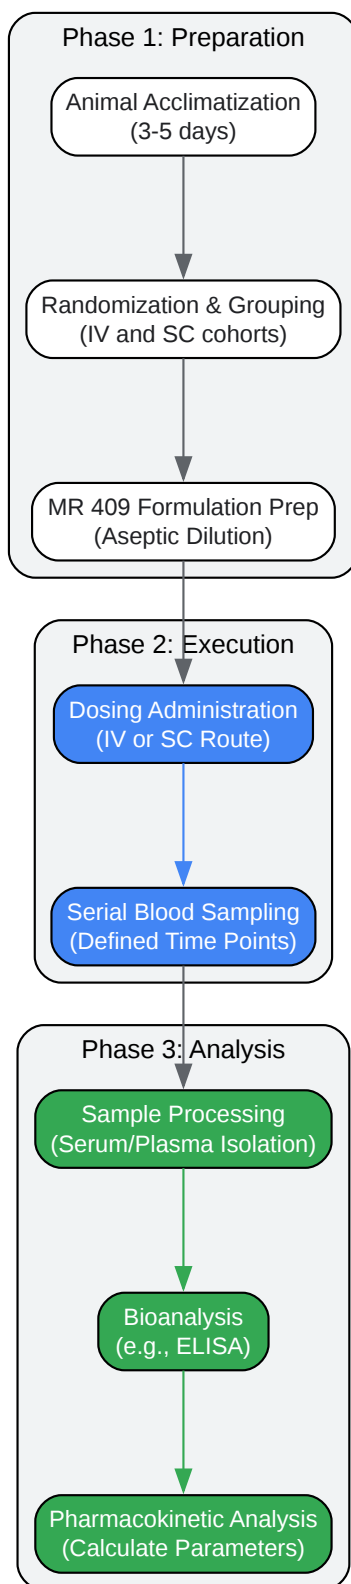 Phase 1: Preparation
Animal Acclimatization
(3-5 days)
Randomization & Grouping
(IV and SC cohorts)
MR 409 Formulation Prep
(Aseptic Dilution)
Phase 2: Execution
Dosing Administration
(IV or SC Route)
Serial Blood Sampling
(Defined Time Points)
Phase 3: Analysis
Sample Processing
(Serum/Plasma Isolation)
Bioanalysis
(e.g., ELISA)
Pharmacokinetic Analysis
(Calculate Parameters)